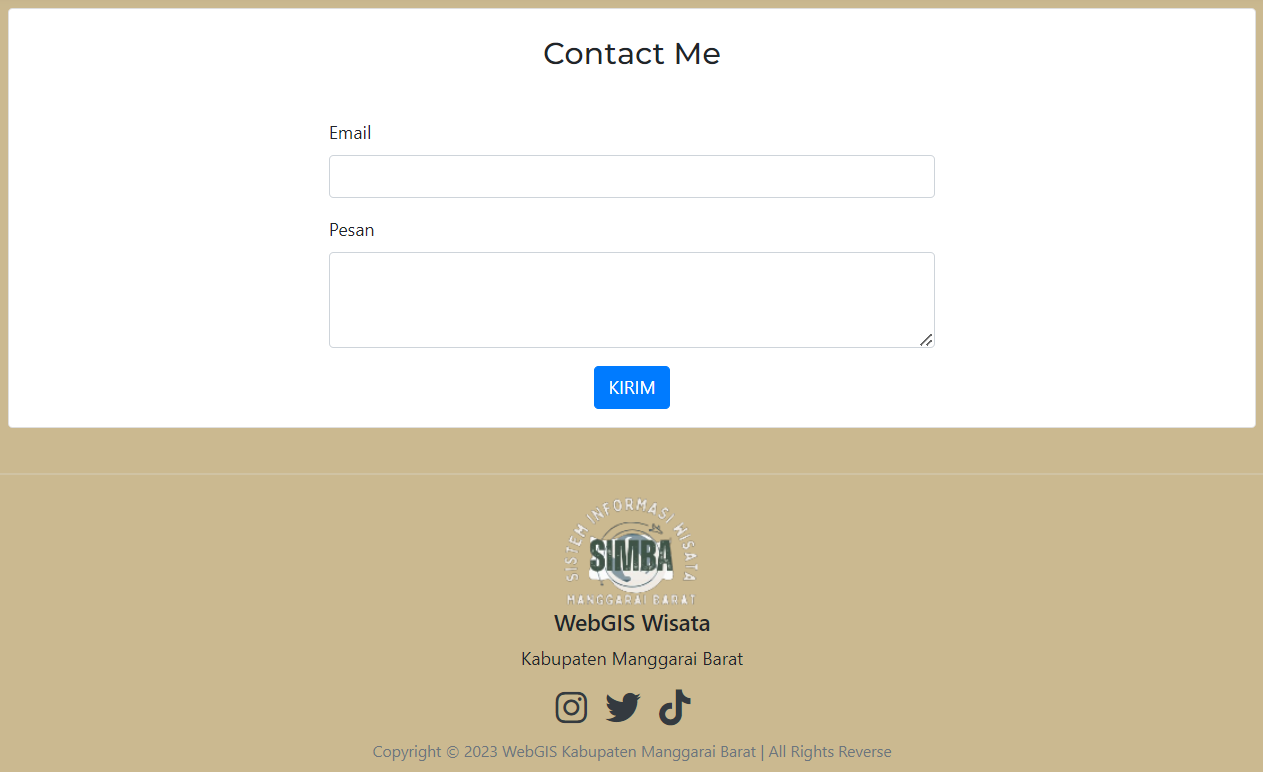 Contact Me
Email
Pesan
KIRIM
SISTEM INFORMASI WISATA
SIMBA
MANGGARAI BARAT
WebGIS Wisata
Kabupaten Manggarai Barat
Copyright © 2023 WebGIS Kabupaten Manggarai Barat | All Rights Reverse